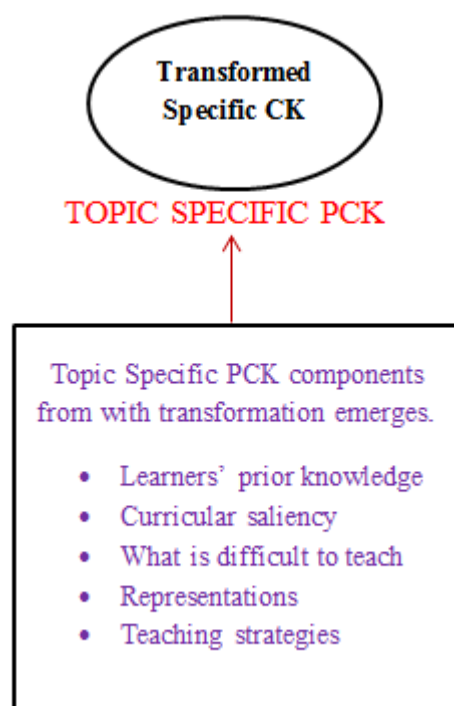 Transformed
Specific CK
TOPIC SPECIFIC PCK
Topic Specific PCK components
from with transformation emerges.
• Learners’ prior knowledge
• Curricular saliency
• What is difficult to teach
• Representations
• Teaching strategies